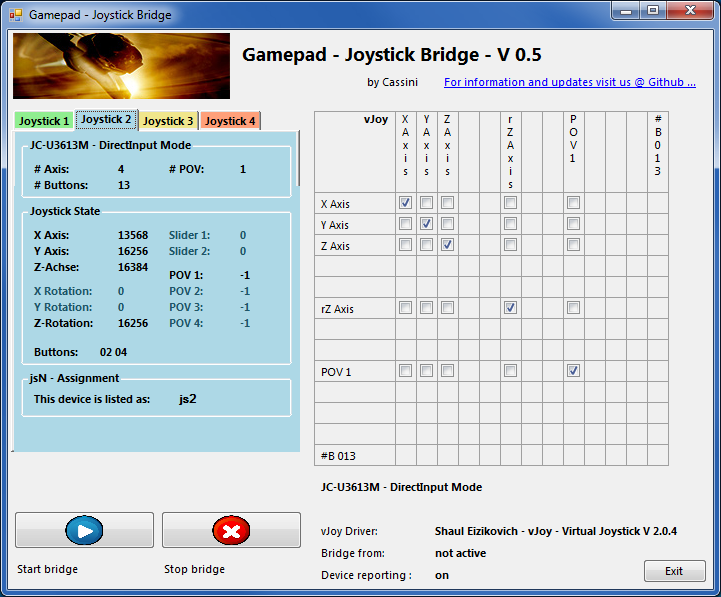 Gamepad - Joystick Bridge
Gamepad - Joystick Bridge - V 0.5
by Cassini
For information and updates visit us @ Github ...
Joystick 1
Joystick 2
Joystick 3
Joystick 4
JC-U3613M - DirectInput Mode
# Axis: 4 # POV: 1
# Buttons: 13
Joystick State
X Axis: 13568 Slider 1: 0
Y Axis: 16256 Slider 2: 0
Z-Achse: 16384
POV 1: -1
X Rotation: 0 POV 2: -1
Y Rotation: 0 POV 3: -1
Z-Rotation: 16256 POV 4: -1
Buttons: 02 04
jsN - Assignment
This device is listed as: js2
vJoy
X Axis
Y Axis
Z Axis
rZ Axis
POV 1
#B 013
X Axis
Y Axis
Z Axis
rZ Axis
POV 1
#B 013
JC-U3613M - DirectInput Mode
vJoy Driver: Shaul Eizikovich - vJoy - Virtual Joystick V 2.0.4
Bridge from: not active
Device reporting : on
Start bridge
Stop bridge
Exit